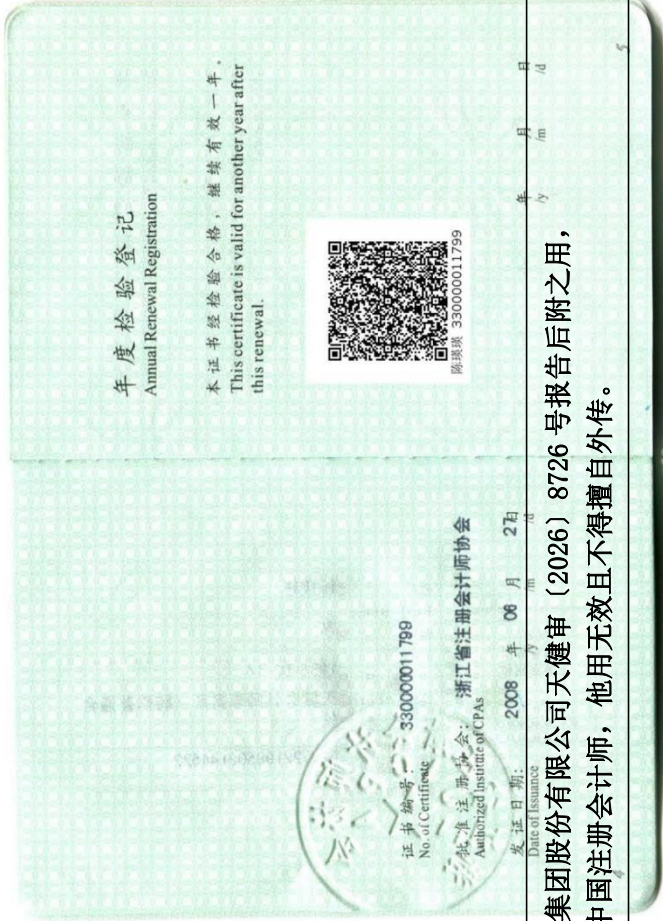 年度检验登记
Annual Renewal Registration
本证书经检验合格，继续有效一年。
This certificate is valid for another year after
this renewal.
陈瑛瑛 330000011799
年 月 日
/y /m /d
5
证书编号：
No. of Certificate
330000011799
批准注册协会：
Authorized Institute of CPAs
浙江省注册会计师协会
发证日期：
Date of Issuance
2008 年 06 月 27日
/y /m /d
4
集团股份有限公司天健审〔2026〕8726 号报告后附之用，
中国注册会计师，他用无效且不得擅自外传。